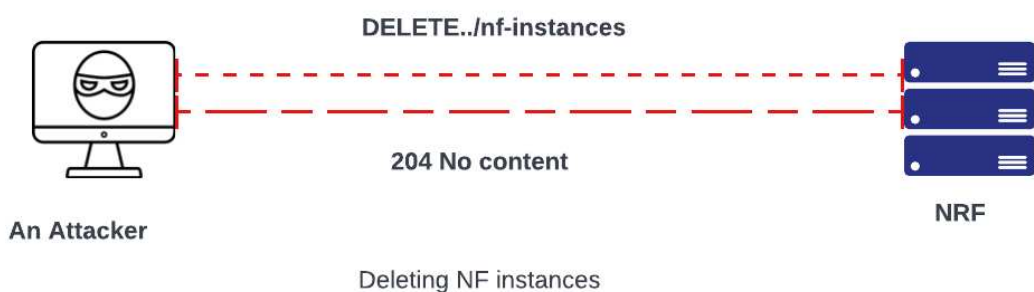 DELETE../nf-instances
204 No content
An Attacker
NRF
Deleting NF instances